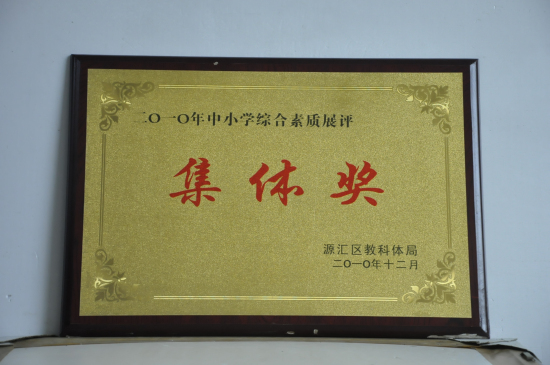 二〇一〇年中小学综合素质展评
集体奖
源汇区教科体局
二〇一〇年十二月